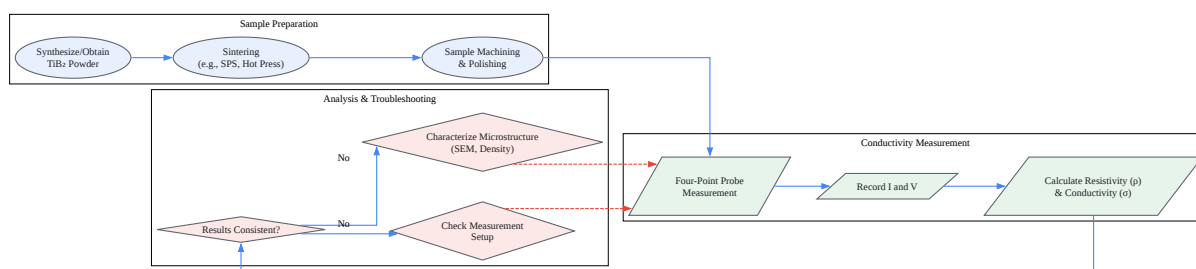 Sample Preparation
Synthesize/Obtain
TiB₂ Powder
Sintering
(e.g., SPS, Hot Press)
Sample Machining
& Polishing
Analysis & Troubleshooting
Characterize Microstructure
(SEM, Density)
No
Results Consistent?
No
Check Measurement
Setup
Conductivity Measurement
Four-Point Probe
Measurement
Record I and V
Calculate Resistivity (ρ)
& Conductivity (σ)